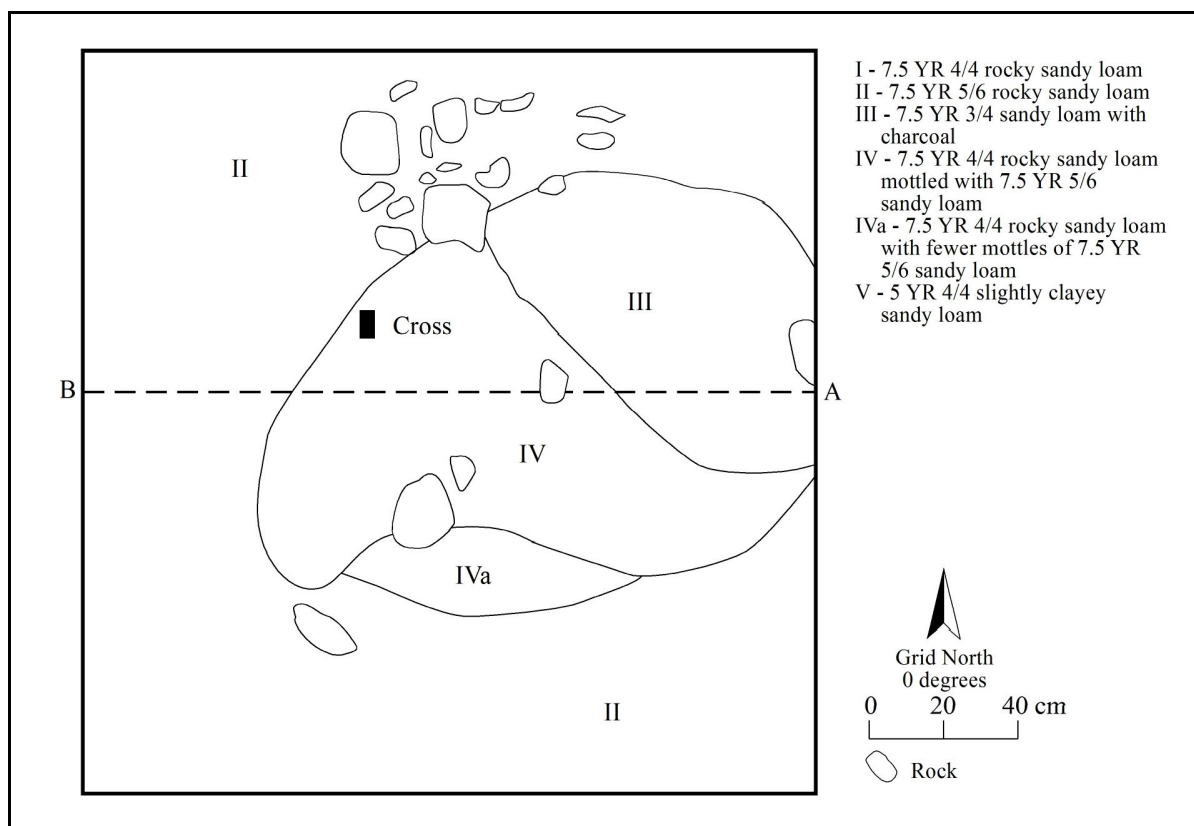 I - 7.5 YR 4/4 rocky sandy loam
II - 7.5 YR 5/6 rocky sandy loam
III - 7.5 YR 3/4 sandy loam with
charcoal
IV - 7.5 YR 4/4 rocky sandy loam
mottled with 7.5 YR 5/6
sandy loam
IVa - 7.5 YR 4/4 rocky sandy loam
with fewer mottles of 7.5 YR
5/6 sandy loam
V - 5 YR 4/4 slightly clayey
sandy loam
II
III
Cross
B
A
IV
IVa
II
Grid North
0 degrees
0 20 40 cm
Rock